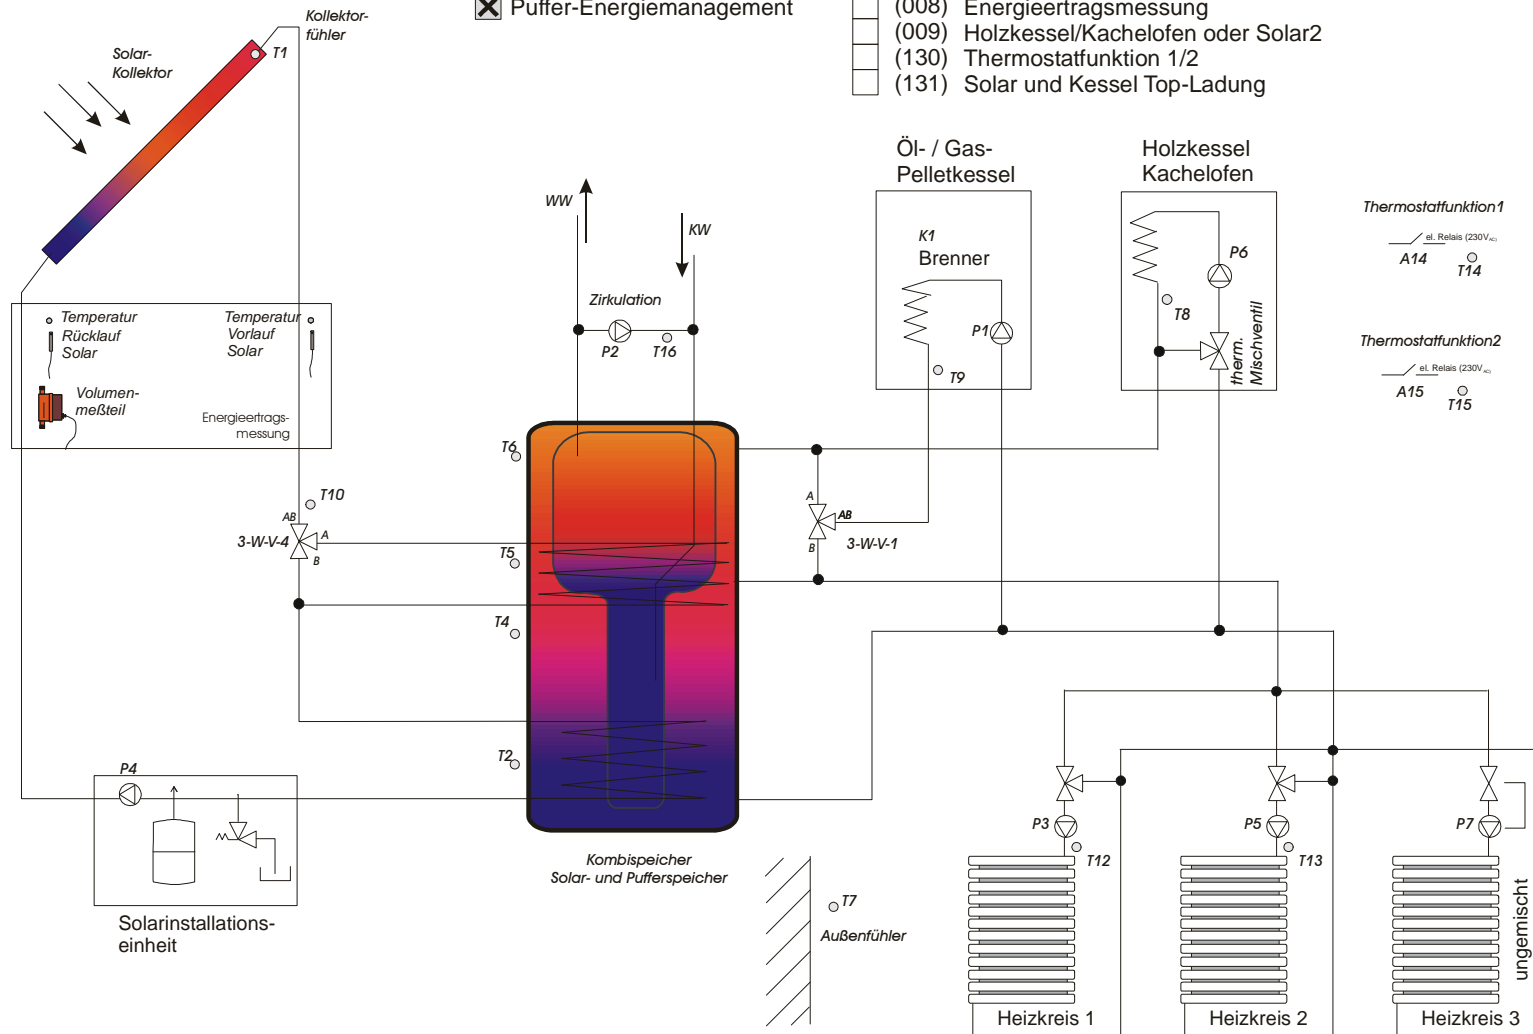 Puffer-Energiemanagement
(008) Energieertragsmessung
(009) Holzkessel/Kachelofen oder Solar2
(130) Thermostatfunktion 1/2
(131) Solar und Kessel Top-Ladung
Kollektor-
fühler
T1
Solar-
Kollektor
Öl- / Gas-
Pelletkessel
Holzkessel
Kachelofen
WW
KW
K1
Brenner
P6
Thermostatfunktion1
el. Relais (230V AC)
A14
T14
Zirkulation
P2
T16
P1
T9
T8
therm.
Mischventil
Thermostatfunktion2
el. Relais (230V AC)
A15
T15
Temperatur
Rücklauf
Solar
Temperatur
Vorlauf
Solar
Volumen-
meßteil
Energieertrags-
messung
T6
T10
AB
3-W-V-4
A
B
A
AB
B
3-W-V-1
T5
T4
T2
P4
P3
P5
P7
T12
T13
Kombispeicher
Solar- und Pufferspeicher
T7
Außenfühler
Solarinstallations-
einheit
ungemischt
Heizkreis 1
Heizkreis 2
Heizkreis 3